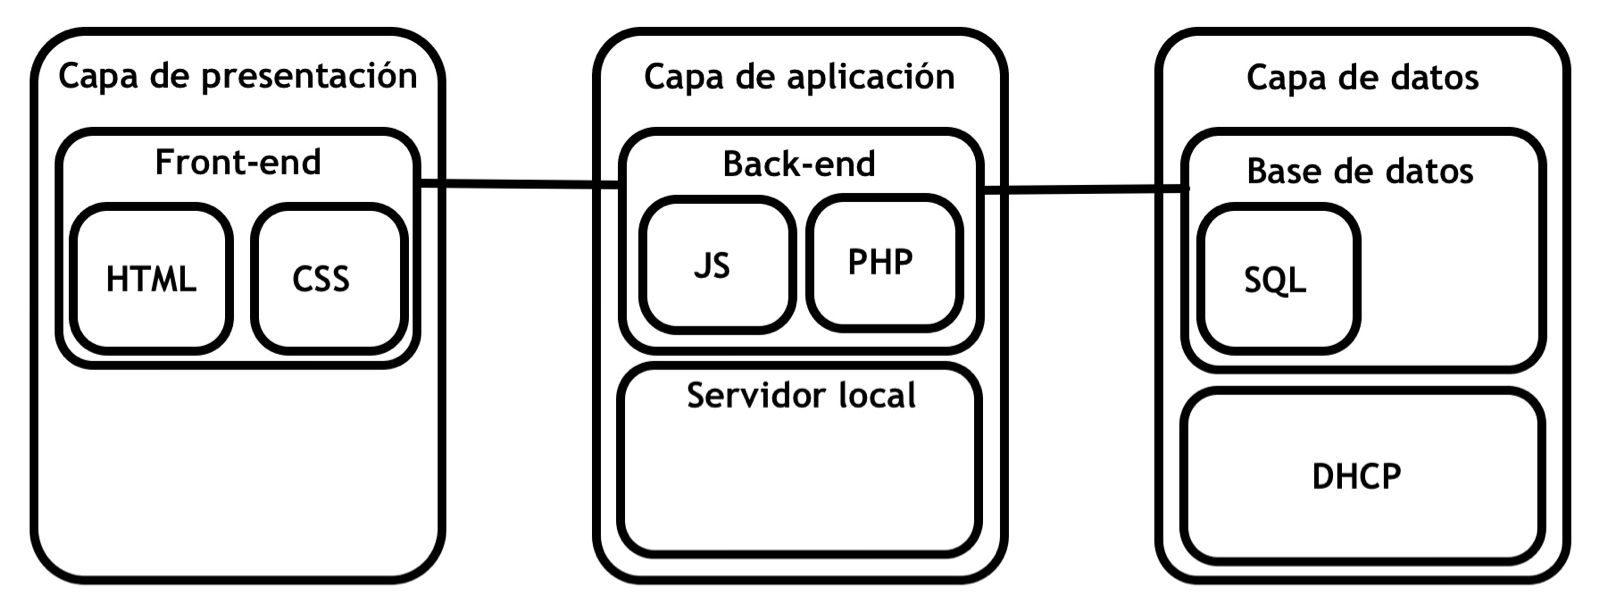 Capa de presentación
Front-end
HTML
CSS
Capa de aplicación
Back-end
JS
PHP
Servidor local
Capa de datos
Base de datos
SQL
DHCP